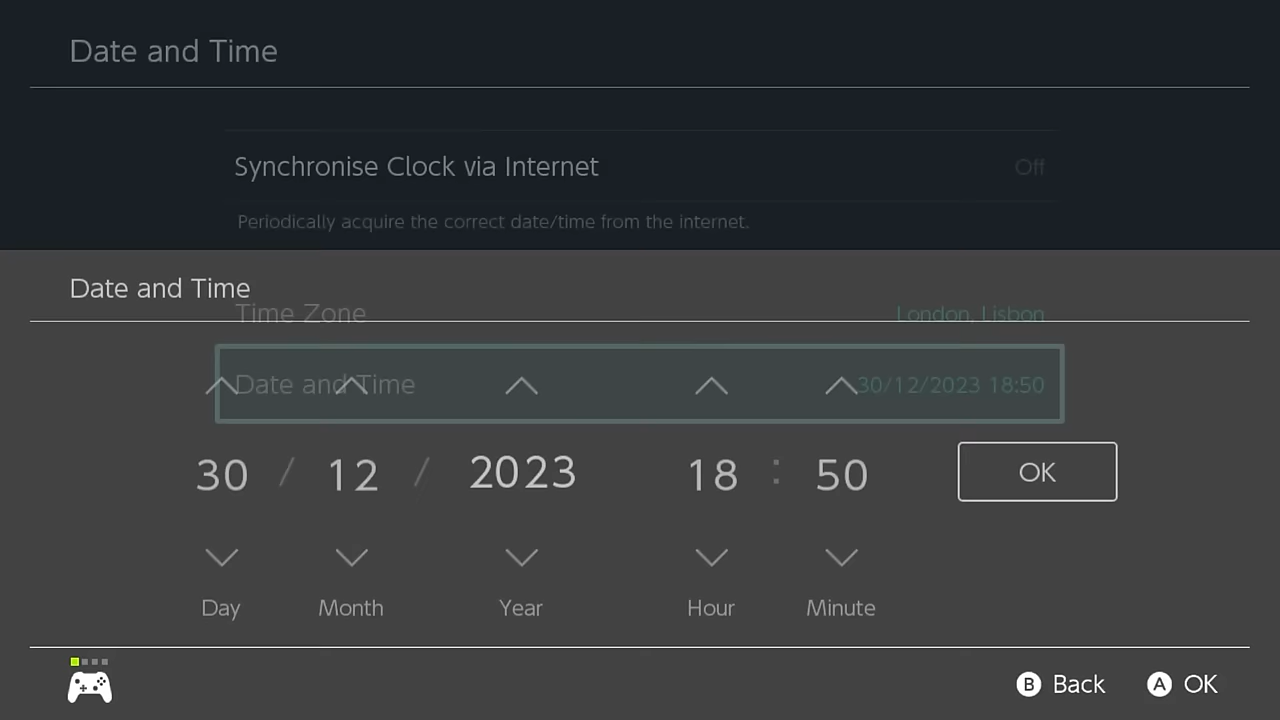 Date and Time
Synchronise Clock via Internet Off
Periodically acquire the correct date/time from the internet.
Date and Time
Time Zone London, Lisbon
Date and Time 30/12/2023 18:50
30 / 12 / 2023 18 : 50 OK
Day Month Year Hour Minute
B Back A OK